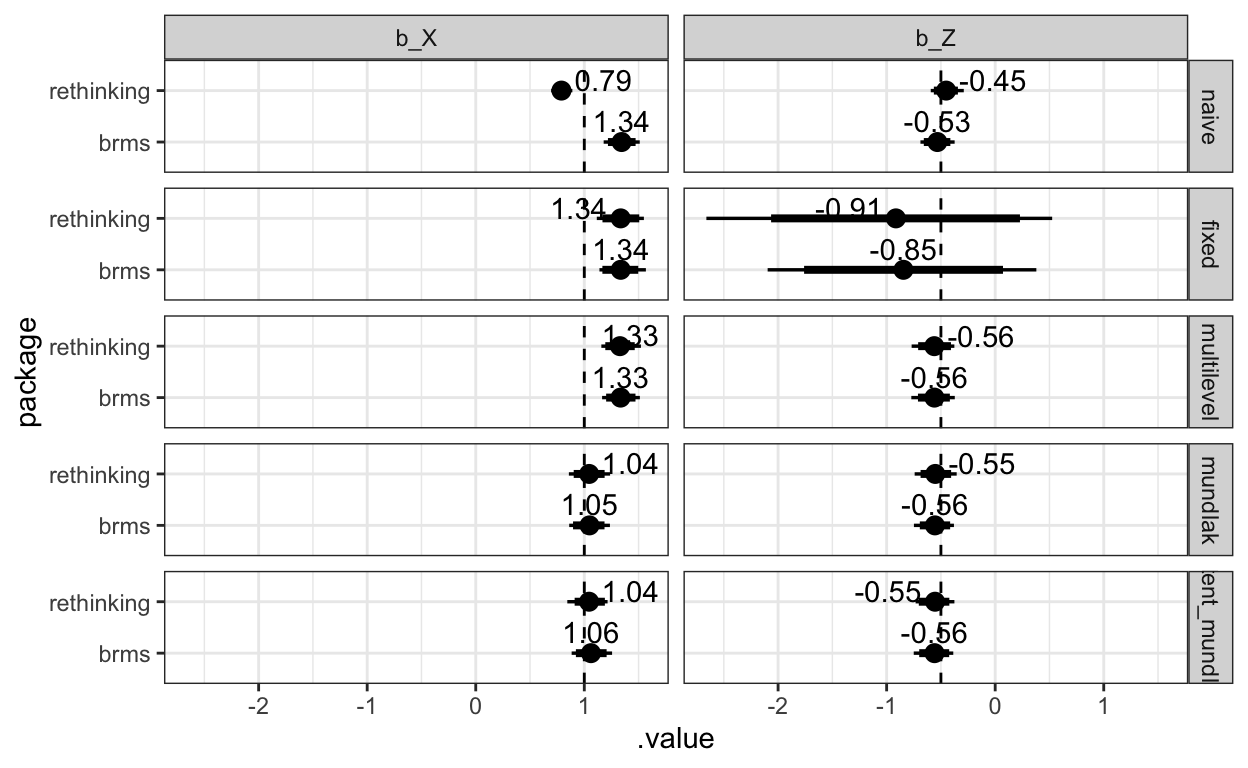 b_X b_Z
rethinking 0.79 -0.45
brms 1.34 -0.53
naive
rethinking 1.34 -0.91
brms 1.34 -0.85
fixed
rethinking 1.33 -0.56
brms 1.33 -0.56
multilevel
rethinking 1.04 -0.55
brms 1.05 -0.56
mundlak
rethinking 1.04 -0.55
brms 1.06 -0.56
ent_mundl
package
-2 -1 0 1 -2 -1 0 1
.value